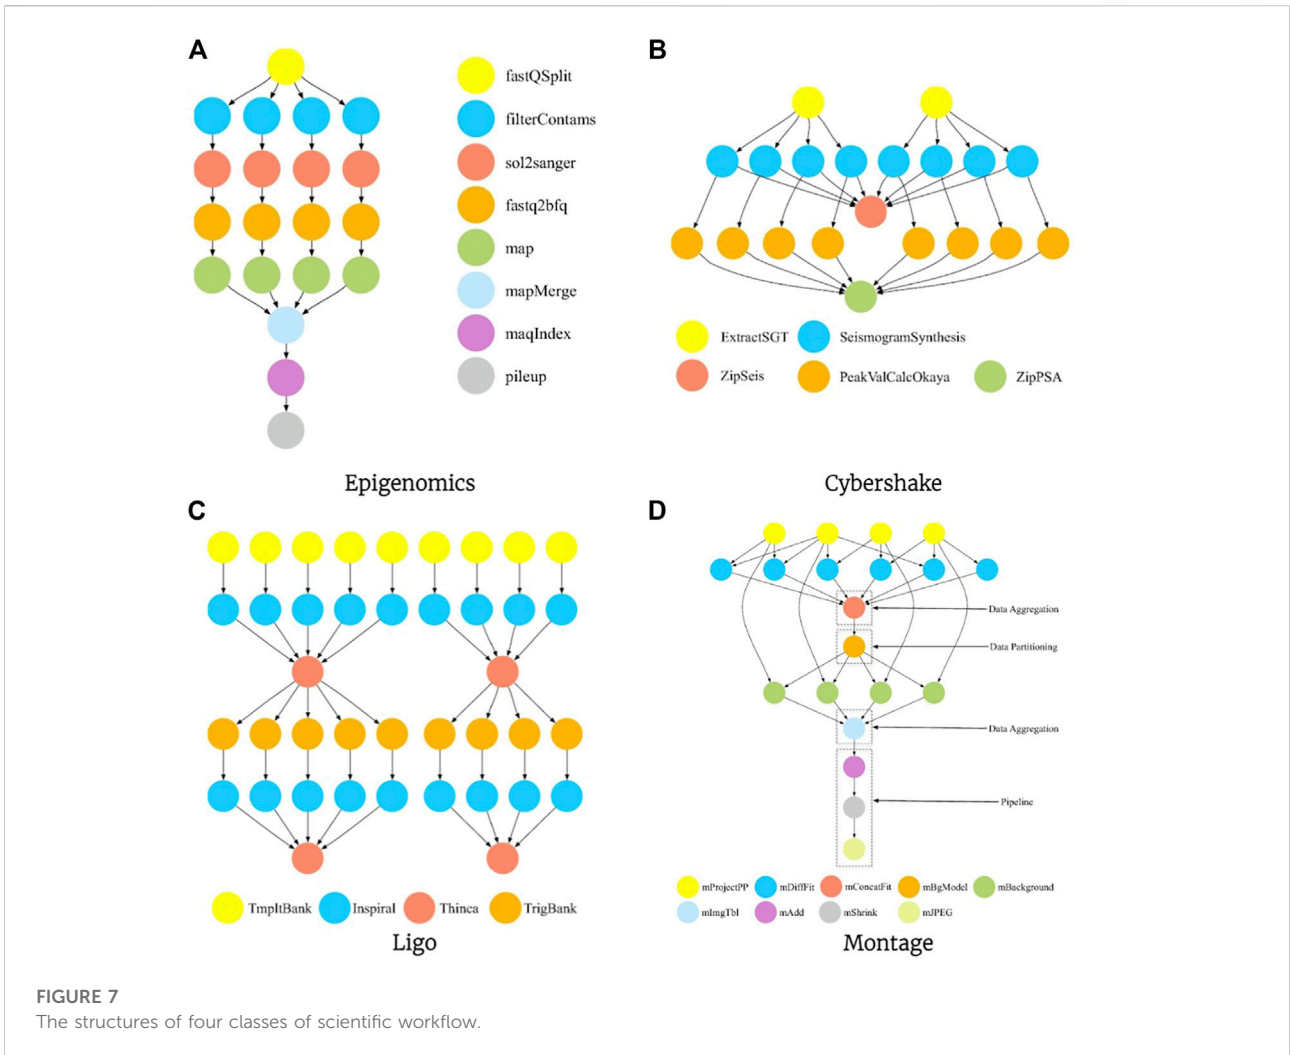 A
fastQSplit
filterContams
sol2sanger
fastq2bfq
map
mapMerge
maqIndex
pileup
Epigenomics
B
ExtractSGT
SeismogramSynthesis
ZipSeis
PeakValCalcOkaya
ZipPSA
Cybershake
C
TmpltBank
Inspiral
Thinca
TrigBank
Ligo
D
Data Aggregation
Data Partitioning
Data Aggregation
Pipeline
mProjectPP
mDiffFit
mConcatFit
mBgModel
mBackground
mImgTbl
mAdd
mShrink
mJPEG
Montage
FIGURE 7
The structures of four classes of scientific workflow.